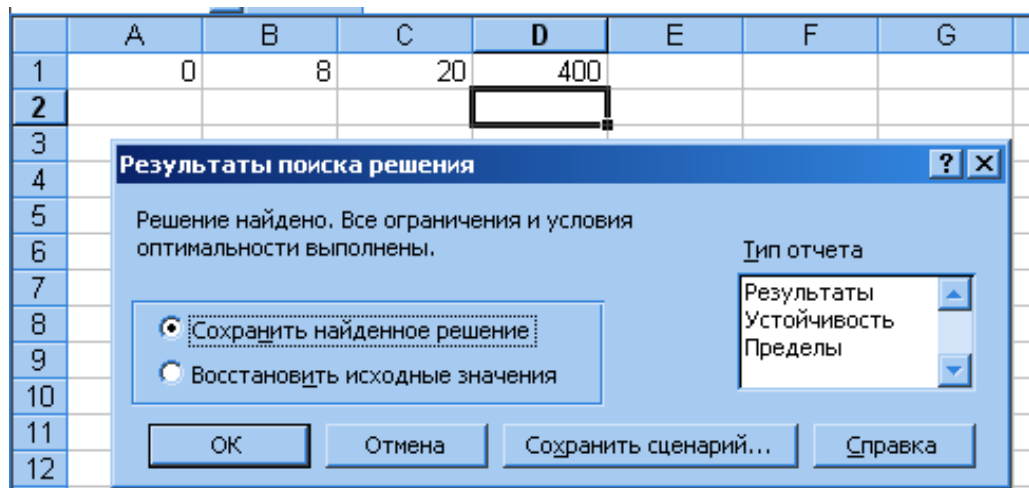 A B C D E F G
1 0 8 20 400
2
3
4
5
6
7
8
9
10
11
12
Результаты поиска решения
Решение найдено. Все ограничения и условия
оптимальности выполнены.
Тип отчета
Результаты
Устойчивость
Пределы
Сохранить найденное решение
Восстановить исходные значения
ОК Отмена Сохранить сценарий... Справка